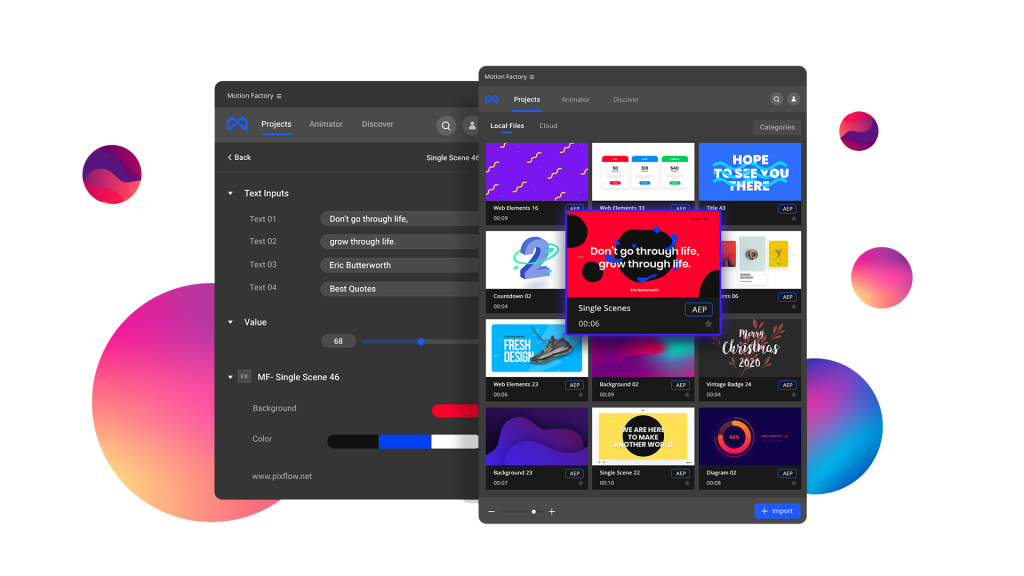 Motion Factory
Projects
Animator
Discover
Back
Single Scene 46
Text Inputs
Text 01
Don't go through life,
Text 02
grow through life.
Text 03
Eric Butterworth
Text 04
Best Quotes
Value
68
FX
MF- Single Scene 46
Background
Color
www.pixflow.net
Motion Factory
Projects
Animator
Discover
Local Files
Cloud
Categories
$0
$10
$40
HOPE
TO SEE YOU
THERE
Web Elements 16
AEP
00:09
Web Elements 33
AEP
Title 43
AEP
2
Countdown 02
AEP
00:04
Don't go through life,
grow through life.
Eric Butterworth
Single Scenes
AEP
00:06
06
AEP
FRESH
DESIGN
Merry
Christmas
2020
Web Elements 23
AEP
00:06
Background 02
AEP
00:09
Vintage Badge 24
AEP
00:04
WE ARE HERE
TO MAKE
ANOTHER WORLD
66%
Background 23
AEP
00:07
Single Scene 22
AEP
00:10
Diagram 02
AEP
00:08
Import